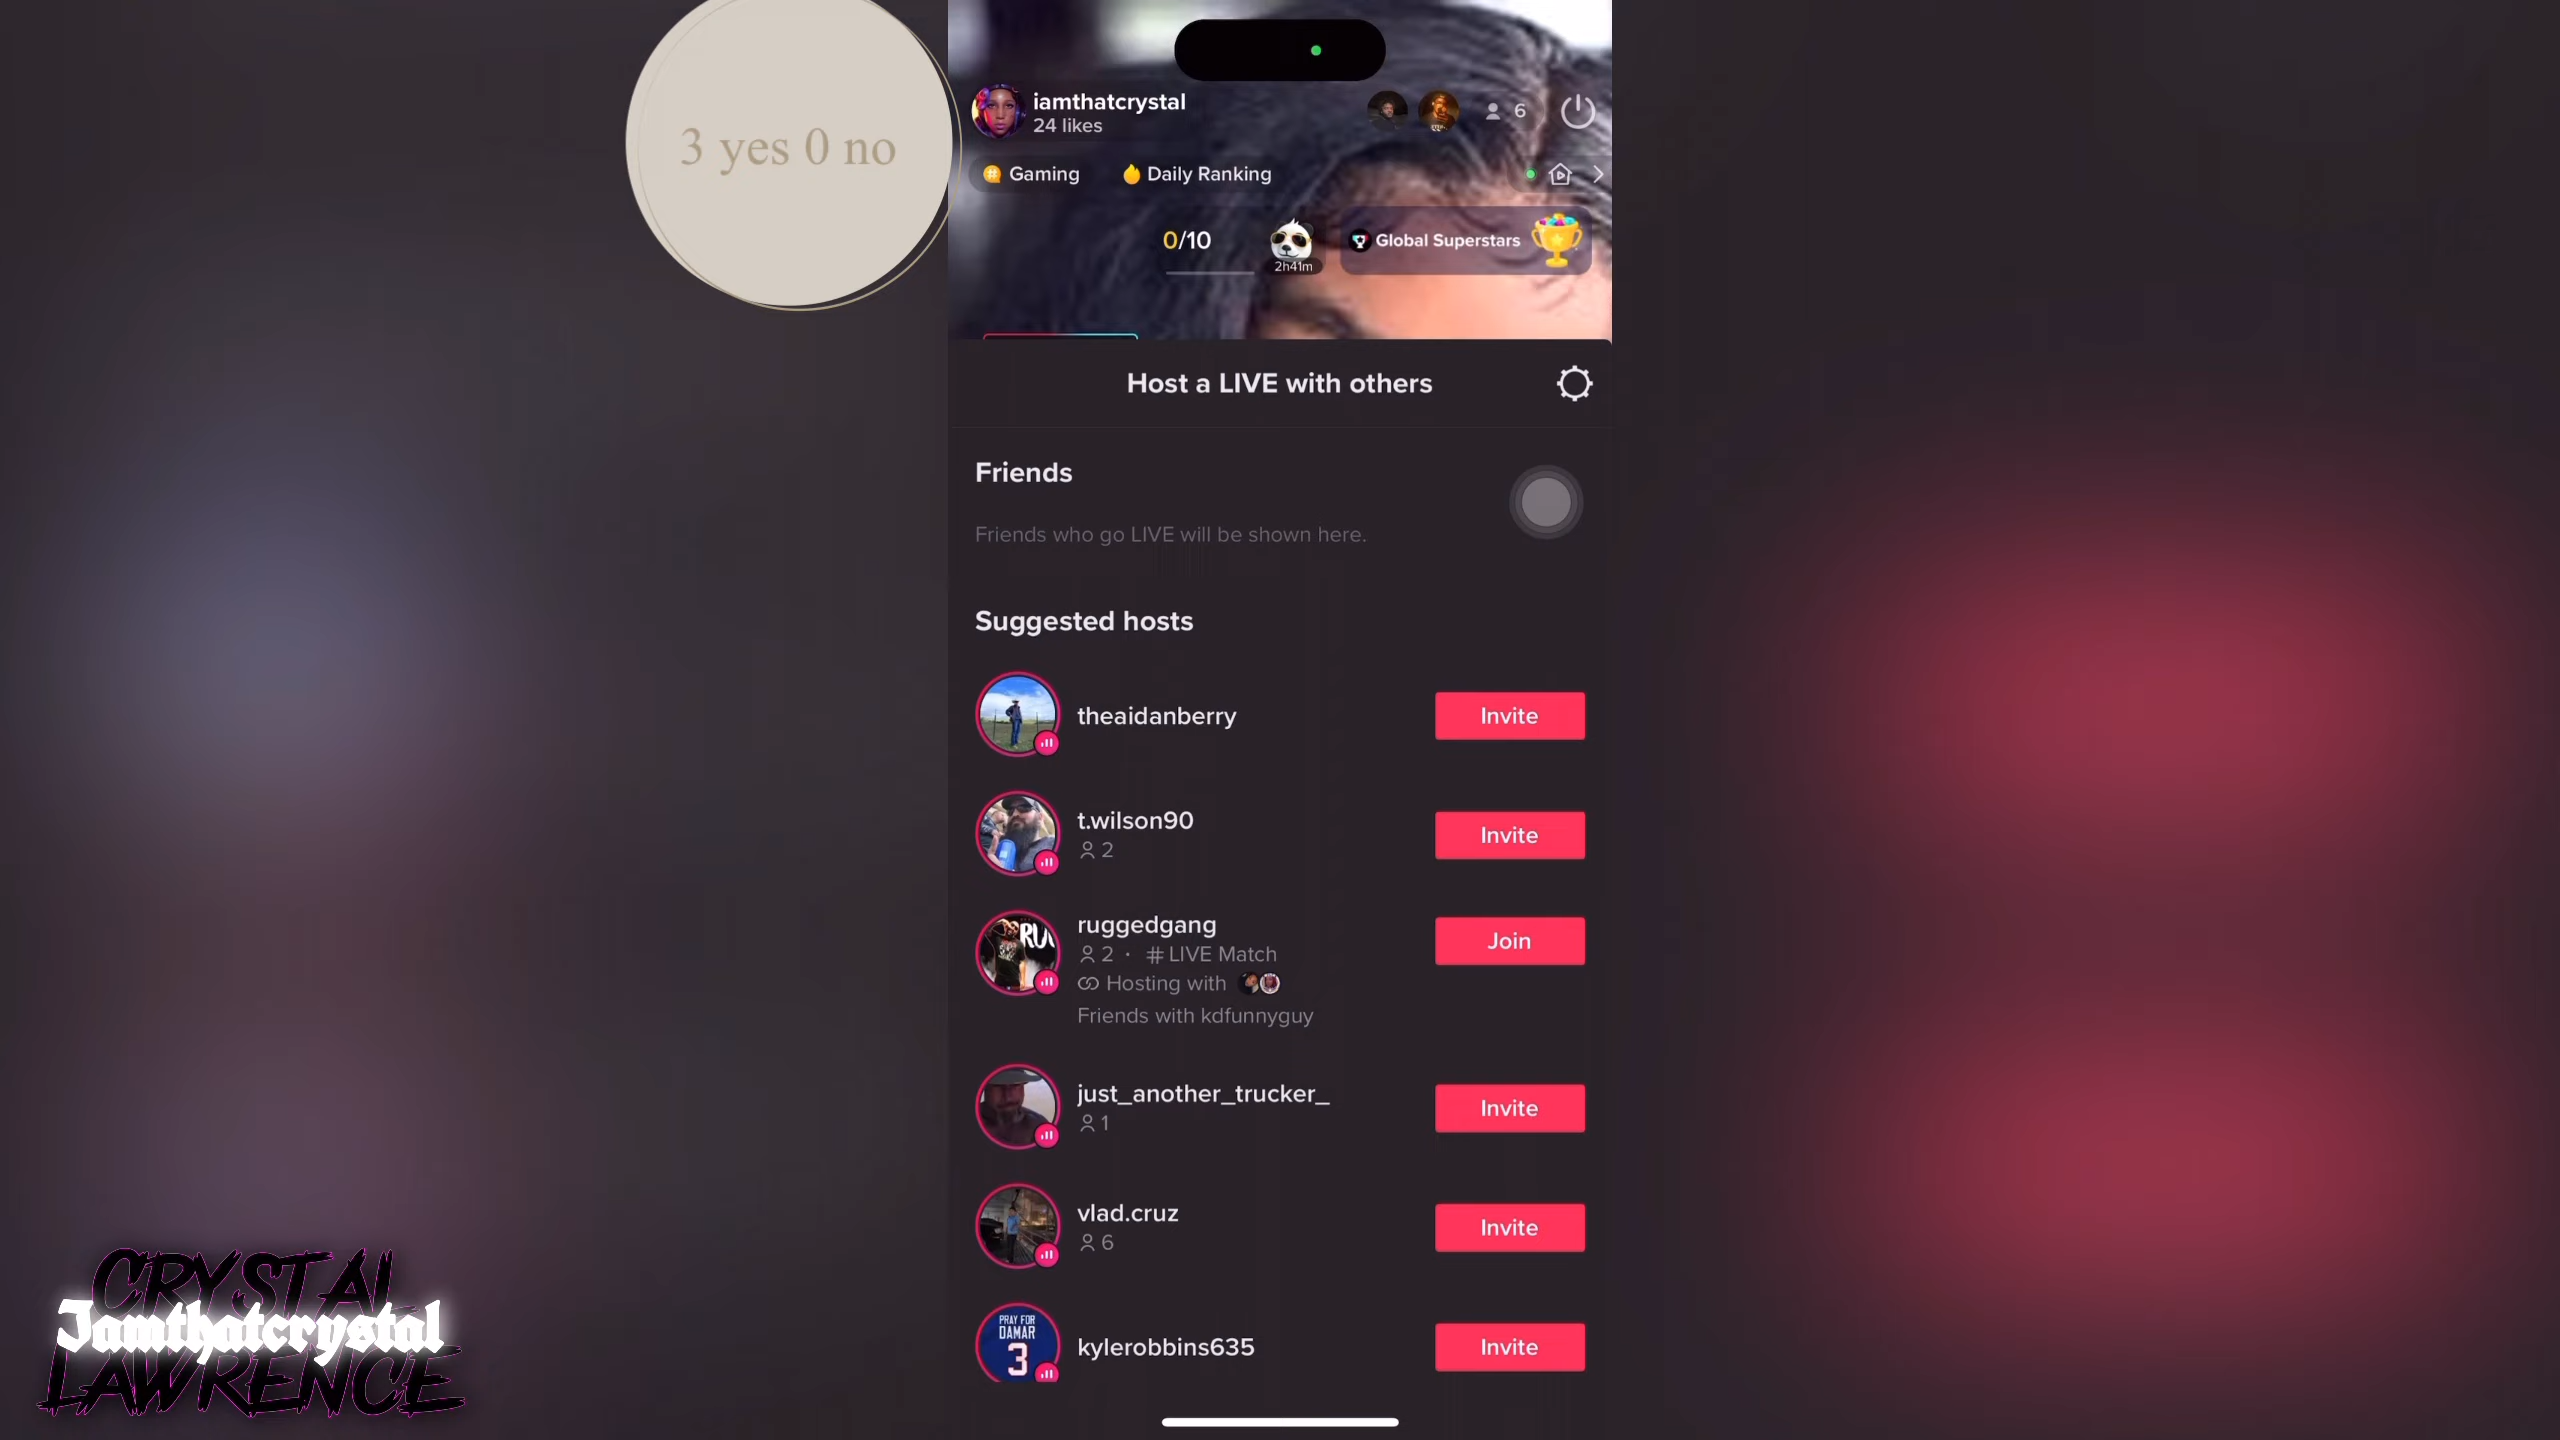 3 yes 0 no
iamthatcrystal
24 likes
6
Gaming
Daily Ranking
0/10
2h41m
Global Superstars
Host a LIVE with others
Friends
Friends who go LIVE will be shown here.
Suggested hosts
theaidanberry
Invite
t.wilson90
2
Invite
RU
ruggedgang
2 · # LIVE Match
Hosting with
Friends with kdfunnyguy
Join
just_another_trucker_
1
Invite
vlad.cruz
6
Invite
PRAY FOR
DAMAR
3
kylerobbins635
Invite
CRYSTAL
Iamthatcrystal
LAWRENCE